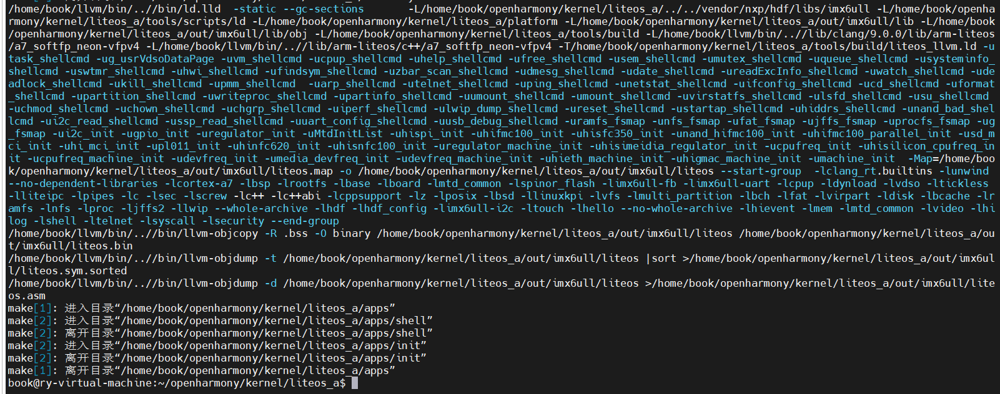 /home/book/llvm/bin/..//bin/ld.lld  -static --gc-sections       -L/home/book/openharmony/kernel/liteos_a/../../vendor/nxp/hdf/libs/imx6ull -L/home/book/openha
rmony/kernel/liteos_a/tools/scripts/ld -L/home/book/openharmony/kernel/liteos_a/platform -L/home/book/openharmony/kernel/liteos_a/out/imx6ull/lib -L/home/book
/openharmony/kernel/liteos_a/out/imx6ull/lib/obj -L/home/book/openharmony/kernel/liteos_a/tools/build -L/home/book/llvm/bin/..//lib/clang/9.0.0/lib/arm-liteos
/a7_softfp_neon-vfpv4 -L/home/book/llvm/bin/..//lib/arm-liteos/c++/a7_softfp_neon-vfpv4 -T/home/book/openharmony/kernel/liteos_a/tools/build/liteos_llvm.ld -u
task_shellcmd -ug_usrVdsoDataPage -uvm_shellcmd -ucpup_shellcmd -uhelp_shellcmd -ufree_shellcmd -usem_shellcmd -umutex_shellcmd -uqueue_shellcmd -usysteminfo_
shellcmd -uswtmr_shellcmd -uhwi_shellcmd -ufindsym_shellcmd -uzbar_scan_shellcmd -udmesg_shellcmd -udate_shellcmd -ureadExcInfo_shellcmd -uwatch_shellcmd -ude
adlock_shellcmd -ukill_shellcmd -upmm_shellcmd  -uarp_shellcmd -utelnet_shellcmd -uping_shellcmd -unetstat_shellcmd -uifconfig_shellcmd -ucd_shellcmd -uformat
_shellcmd -upartition_shellcmd -uwriteproc_shellcmd -upartinfo_shellcmd -uumount_shellcmd -umount_shellcmd -uvirstatfs_shellcmd -ulsfd_shellcmd -usu_shellcmd
-uchmod_shellcmd -uchown_shellcmd -uchgrp_shellcmd -uiperf_shellcmd -ulwip_dump_shellcmd -ureset_shellcmd -ustartap_shellcmd -uhiddrs_shellcmd -unand_bad_shel
lcmd -ui2c_read_shellcmd -ussp_read_shellcmd -uuart_config_shellcmd -uusb_debug_shellcmd -uramfs_fsmap -unfs_fsmap -ufat_fsmap -ujffs_fsmap -uprocfs_fsmap -ug
_fsmap -ui2c_init -ugpio_init -uregulator_init -uMtdInitList -uhispi_init -uhifmc100_init -uhisfc350_init -unand_hifmc100_init -uhifmc100_parallel_init -usd_m
ci_init -uhi_mci_init -upl011_init -uhinfc620_init -uhisnfc100_init -uregulator_machine_init -uhisimeidia_regulator_init -ucpufreq_init -uhisilicon_cpufreq_in
it -ucpufreq_machine_init -udevfreq_init -umedia_devfreq_init -udevfreq_machine_init -uhieth_machine_init -uhigmac_machine_init -umachine_init  -Map=/home/boo
k/openharmony/kernel/liteos_a/out/imx6ull/liteos.map -o /home/book/openharmony/kernel/liteos_a/out/imx6ull/liteos --start-group  -lclang_rt.builtins -lunwind
--no-dependent-libraries -lcortex-a7 -lbsp -lrootfs -lbase -lboard -lmtd_common -lspinor_flash -limx6ull-fb -limx6ull-uart -lcpup -ldynload -lvdso -ltickless
-lliteipc -lpipes -lc -lsec -lscrew -lc++ -lc++abi -lcppsupport -lz -lposix -lbsd -llinuxkpi -lvfs -lmulti_partition -lbch -lfat -lvirpart -ldisk -lbcache -lr
amfs -lnfs -lproc -ljffs2 -llwip --whole-archive -lhdf -lhdf_config -limx6ull-i2c -ltouch -lhello --no-whole-archive -lhievent -lmem -lmtd_common -lvideo -lhi
log -lshell -ltelnet -lsyscall -lsecurity --end-group
/home/book/llvm/bin/..//bin/llvm-objcopy -R .bss -O binary /home/book/openharmony/kernel/liteos_a/out/imx6ull/liteos /home/book/openharmony/kernel/liteos_a/ou
t/imx6ull/liteos.bin
/home/book/llvm/bin/..//bin/llvm-objdump -t /home/book/openharmony/kernel/liteos_a/out/imx6ull/liteos |sort >/home/book/openharmony/kernel/liteos_a/out/imx6ul
l/liteos.sym.sorted
/home/book/llvm/bin/..//bin/llvm-objdump -d /home/book/openharmony/kernel/liteos_a/out/imx6ull/liteos >/home/book/openharmony/kernel/liteos_a/out/imx6ull/lite
os.asm
make[1]: 进入目录“/home/book/openharmony/kernel/liteos_a/apps”
make[2]: 进入目录“/home/book/openharmony/kernel/liteos_a/apps/shell”
make[2]: 离开目录“/home/book/openharmony/kernel/liteos_a/apps/shell”
make[2]: 进入目录“/home/book/openharmony/kernel/liteos_a/apps/init”
make[2]: 离开目录“/home/book/openharmony/kernel/liteos_a/apps/init”
make[1]: 离开目录“/home/book/openharmony/kernel/liteos_a/apps”
book@ry-virtual-machine:~/openharmony/kernel/liteos_a$